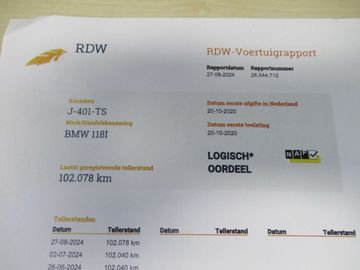 RDW
RDW-Voertuigrapport
Rapportdatum Rapportnummer
27-08-2024 26.544.712
Kenteken
J-401-TS
Merk/Handelsbenaming
BMW 118I
Datum eerste afgifte in Nederland
20-10-2020
Datum eerste toelating
20-10-2020
Laatst geregistreerde tellerstand
102.078 km
LOGISCH*
OORDEEL
NAP
Tellerstanden
Datum Tellerstand Datum Tellerstand Datum Tellerstand
27-08-2024 102.078 km
02-07-2024 102.040 km
26-06-2024 102.040 km